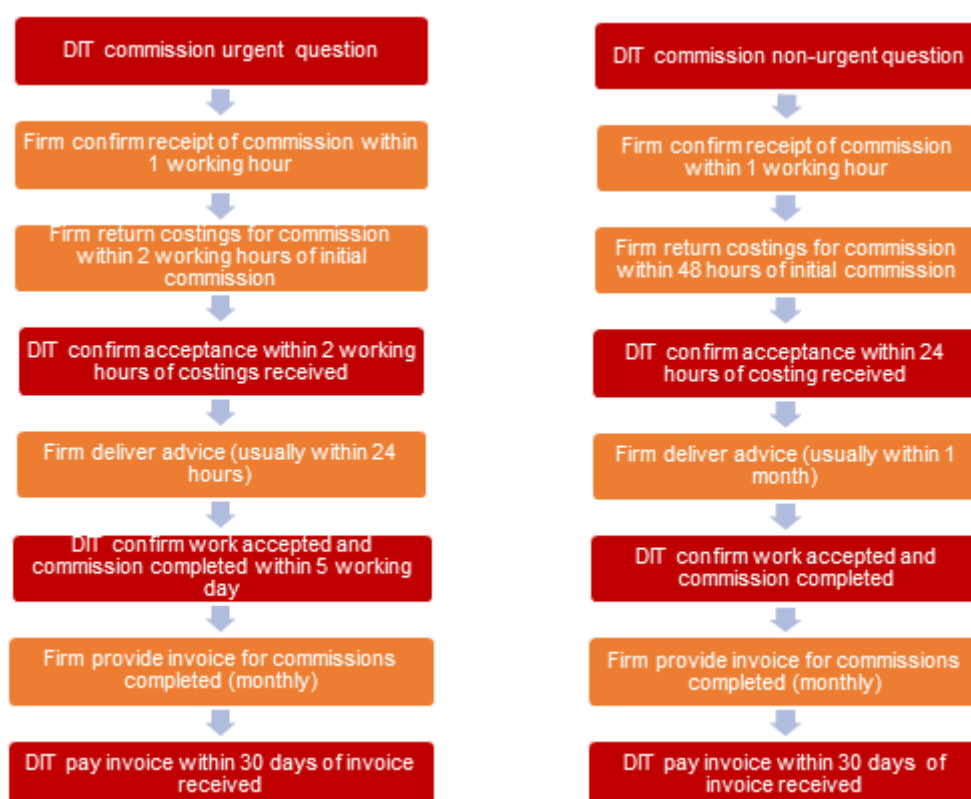 DIT commission urgent question
Firm confirm receipt of commission within
1 working hour
Firm return costings for commission
within 2 working hours of initial
commission
DIT confirm acceptance within 2 working
hours of costings received
Firm deliver advice (usually within 24
hours)
DIT confirm work accepted and
commission completed within 5 working
day
Firm provide invoice for commissions
completed (monthly)
DIT pay invoice within 30 days of invoice
received
DIT commission non-urgent question
Firm confirm receipt of commission
within 1 working hour
Firm return costings for commission
within 48 hours of initial commission
DIT confirm acceptance within 24
hours of costing received
Firm deliver advice (usually within 1
month)
DIT confirm work accepted and
commission completed
Firm provide invoice for commissions
completed (monthly)
DIT pay invoice within 30 days of
invoice received